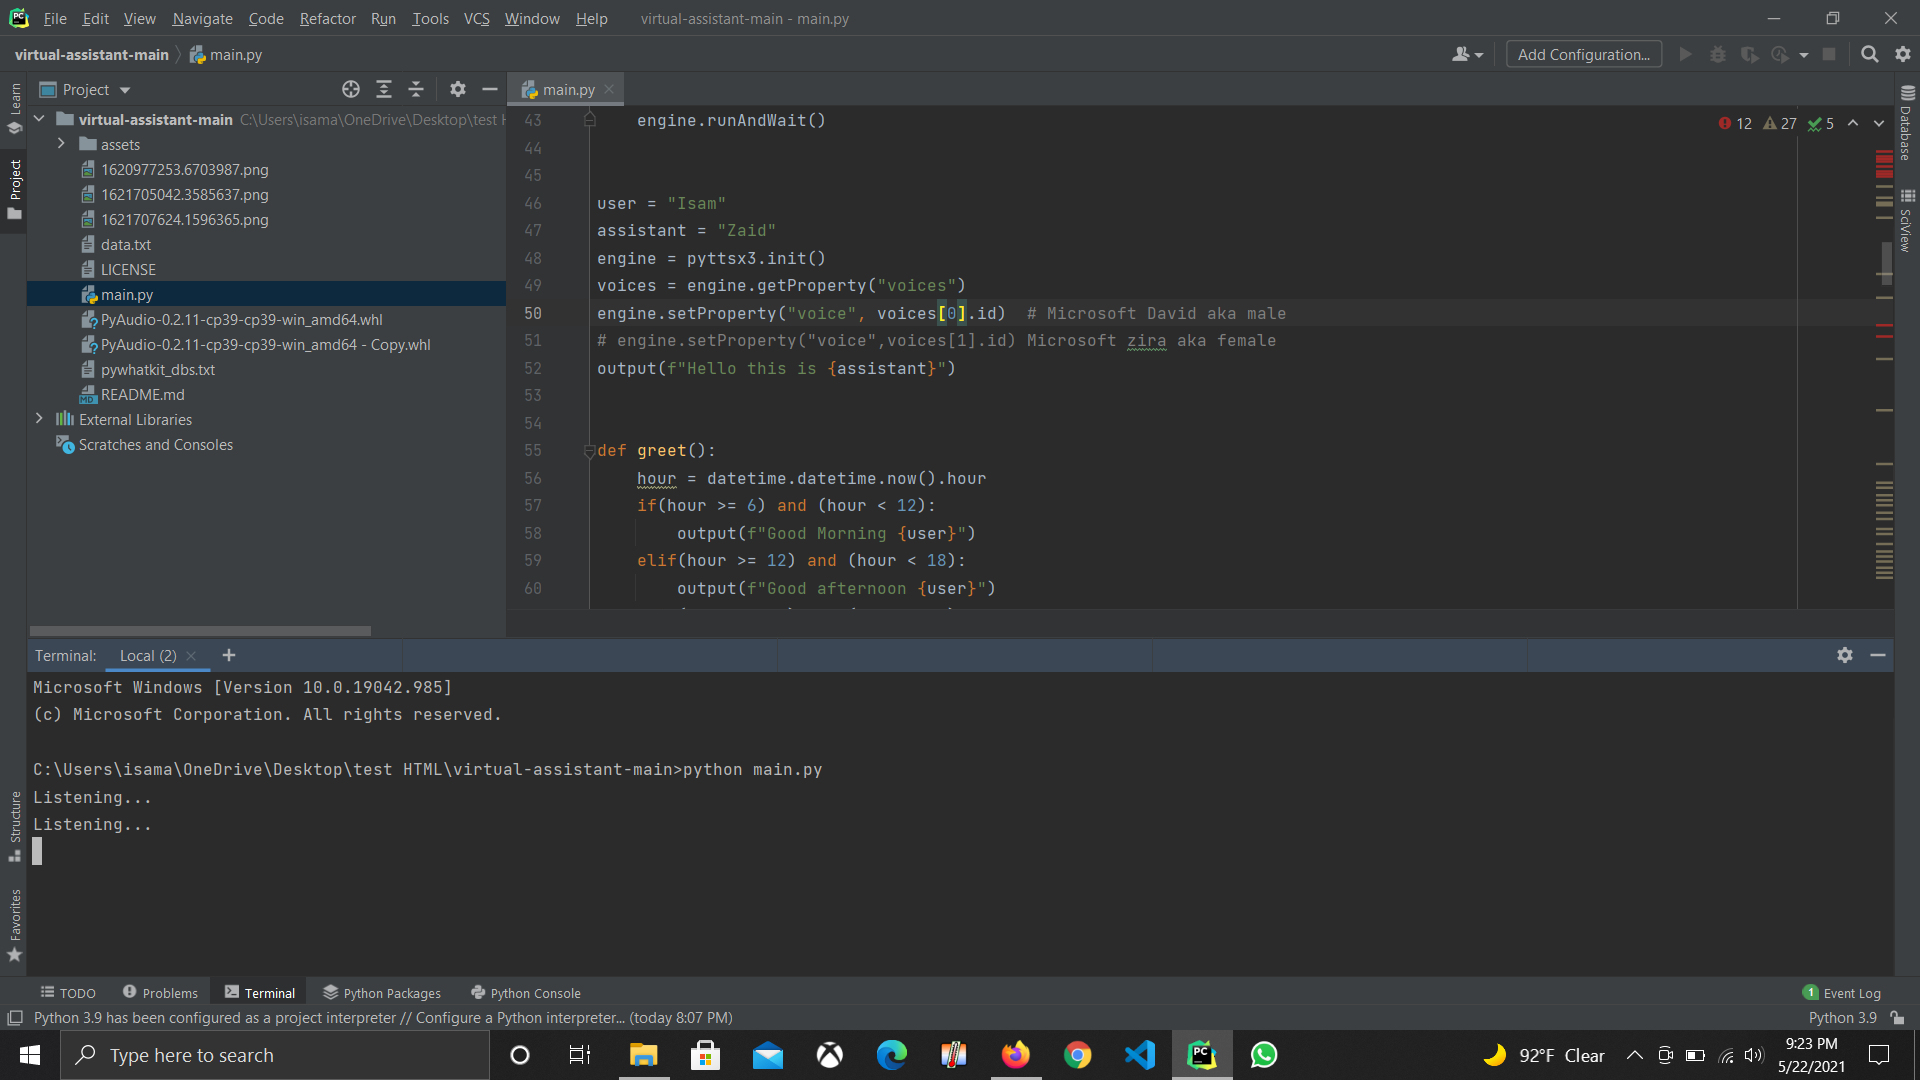 File Edit View Navigate Code Refactor Run Tools VCS Window Help virtual-assistant-main - main.py
virtual-assistant-main main.py Add Configuration...
Learn
Project
Structure
Favorites
Project
virtual-assistant-main C:\Users\isama\OneDrive\Desktop\test
assets
1620977253.6703987.png
1621705042.3585637.png
1621707624.1596365.png
data.txt
LICENSE
main.py
PyAudio-0.2.11-cp39-cp39-win_amd64.whl
PyAudio-0.2.11-cp39-cp39-win_amd64 - Copy.whl
pywhatkit_dbs.txt
README.md
External Libraries
Scratches and Consoles
main.py
12 27 5
43 engine.runAndWait()
44
45
46 user = "Isam"
47 assistant = "Zaid"
48 engine = pyttsx3.init()
49 voices = engine.getProperty("voices")
50 engine.setProperty("voice", voices[0].id)  # Microsoft David aka male
51 # engine.setProperty("voice",voices[1].id) Microsoft zira aka female
52 output(f"Hello this is {assistant}")
53
54
55 def greet():
56 hour = datetime.datetime.now().hour
57 if(hour >= 6) and (hour < 12):
58 output(f"Good Morning {user}")
59 elif(hour >= 12) and (hour < 18):
60 output(f"Good afternoon {user}")
Database
SciView
Terminal: Local (2)
Microsoft Windows [Version 10.0.19042.985]
(c) Microsoft Corporation. All rights reserved.
C:\Users\isama\OneDrive\Desktop\test HTML\virtual-assistant-main>python main.py
Listening...
Listening...
TODO Problems Terminal Python Packages Python Console 1 Event Log
Python 3.9 has been configured as a project interpreter // Configure a Python interpreter... (today 8:07 PM) Python 3.9
Type here to search
92°F Clear
9:23 PM
5/22/2021